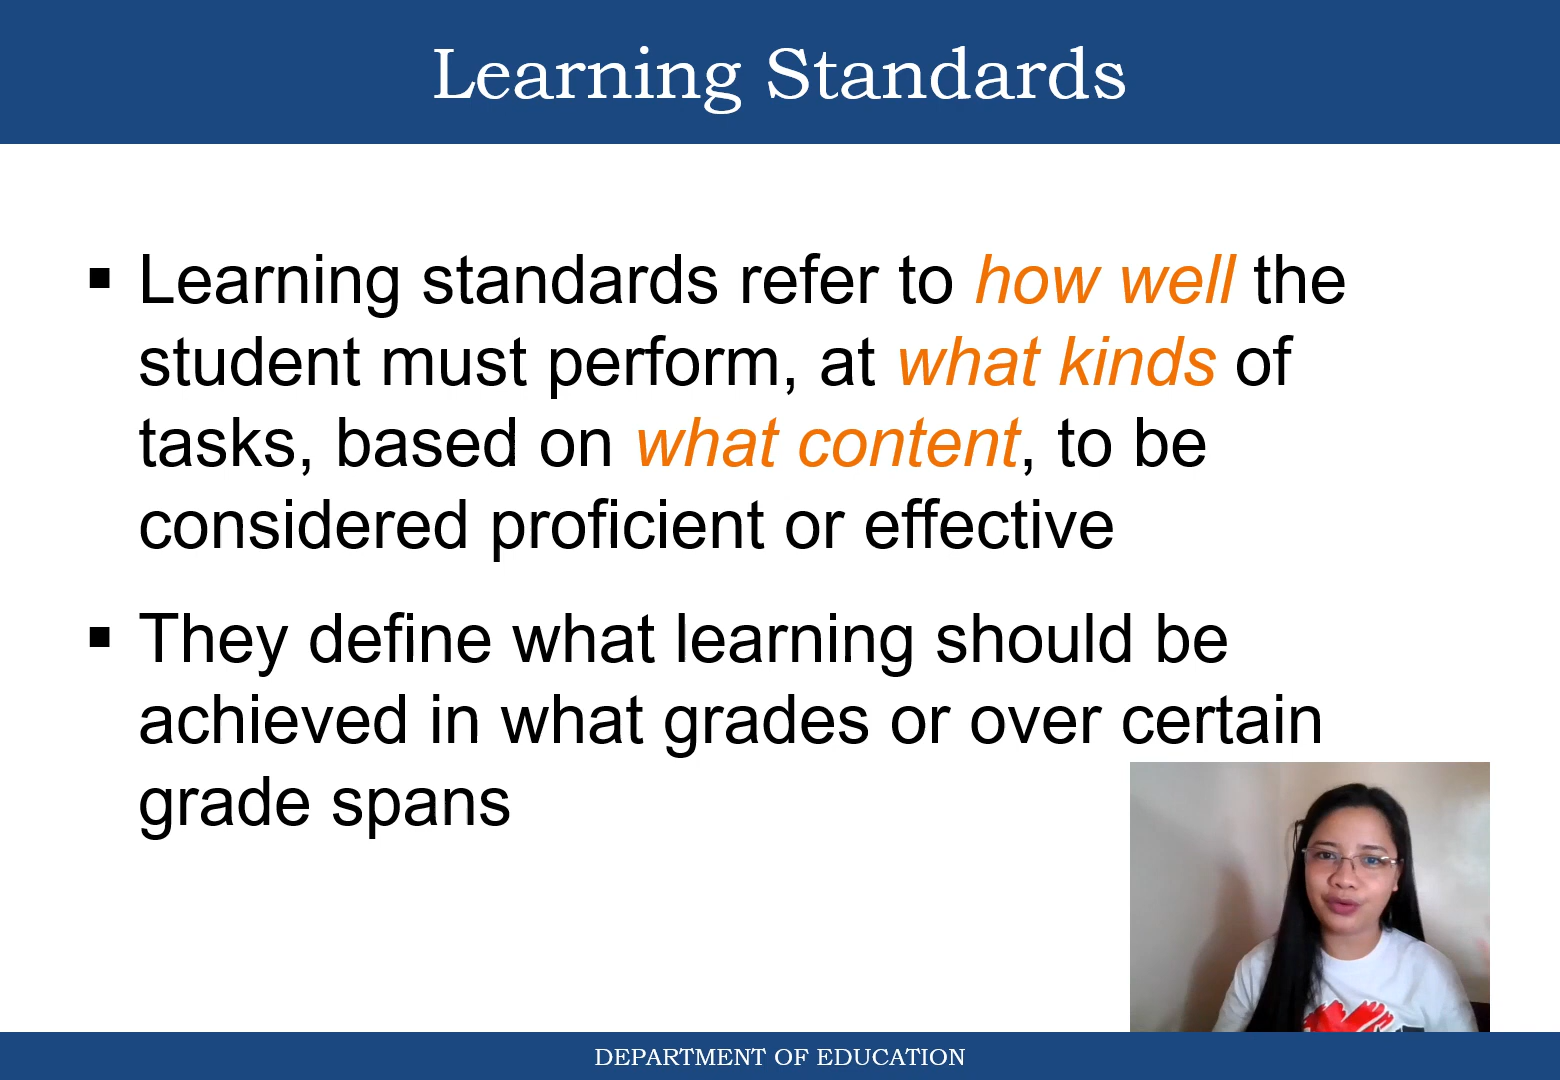 Learning Standards
▪ Learning standards refer to how well the
student must perform, at what kinds of
tasks, based on what content, to be
considered proficient or effective
▪ They define what learning should be
achieved in what grades or over certain
grade spans
DEPARTMENT OF EDUCATION